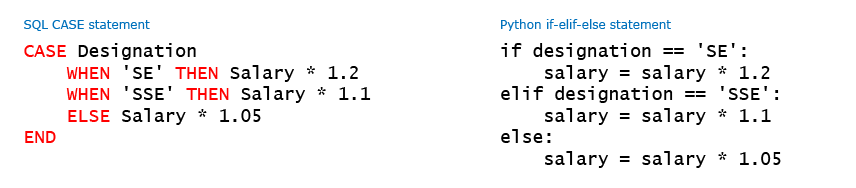 SQL CASE statement
CASE Designation
    WHEN 'SE' THEN Salary * 1.2
    WHEN 'SSE' THEN Salary * 1.1
    ELSE Salary * 1.05
END
Python if-elif-else statement
if designation == 'SE':
    salary = salary * 1.2
elif designation == 'SSE':
    salary = salary * 1.1
else:
    salary = salary * 1.05